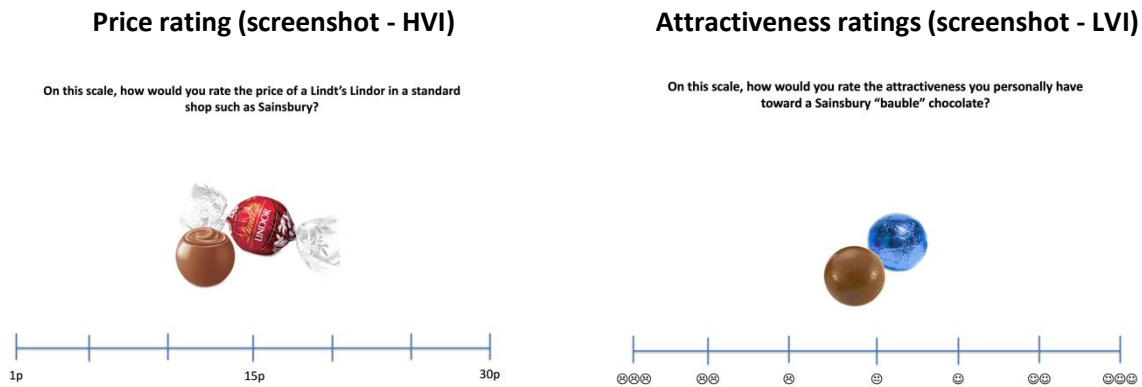 Price rating (screenshot - HVI)
On this scale, how would you rate the price of a Lindt's Lindor in a standard
shop such as Sainsbury?
Lindt
LINDOR
1p 15p 30p
Attractiveness ratings (screenshot - LVI)
On this scale, how would you rate the attractiveness you personally have
toward a Sainsbury “bauble” chocolate?
☹☹☹ ☹☹ ☹ 😐 ☺ ☺☺ ☺☺☺